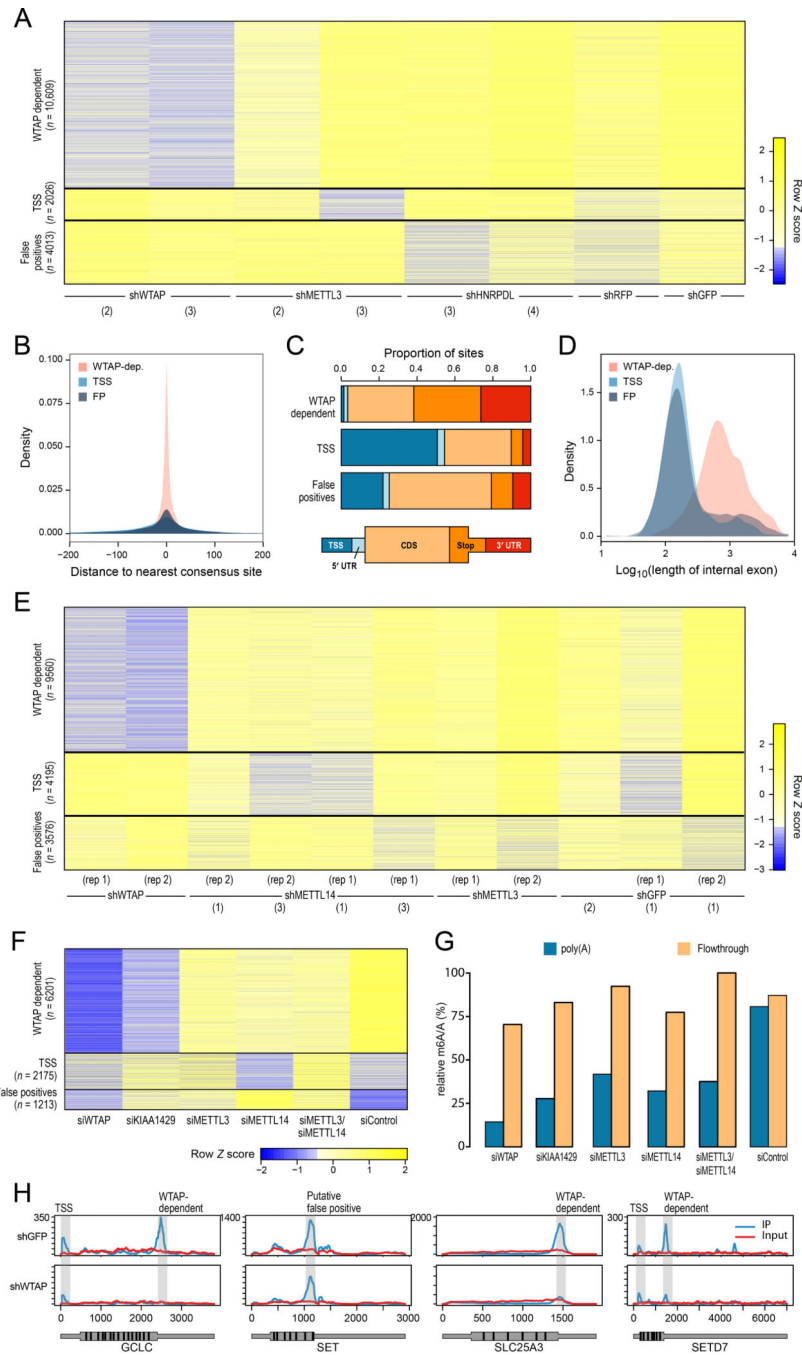 A
WTAP dependent
(n = 10,609)
TSS
(n = 2026)
False
positives
(n = 4013)
2
1
0
−1
−2
Row Z score
shWTAP
shMETTL3
shHNRPDL
shRFP
shGFP
(2)
(3)
(2)
(3)
(3)
(4)
B
WTAP-dep.
TSS
FP
Density
0.100
0.075
0.050
0.025
0.000
−200
−100
0
100
200
Distance to nearest consensus site
C
Proportion of sites
0.0
0.2
0.4
0.6
0.8
1.0
WTAP
dependent
TSS
False
positives
TSS
CDS
Stop
3′ UTR
5′ UTR
D
WTAP-dep.
TSS
FP
Density
1.5
1.0
0.5
0.0
1
2
3
4
Log10(length of internal exon)
E
WTAP dependent
(n = 9560)
TSS
(n = 4195)
False positives
(n = 3576)
2
1
0
−1
−2
−3
Row Z score
(rep 1)
(rep 2)
(rep 2)
(rep 2)
(rep 1)
(rep 1)
(rep 1)
(rep 2)
(rep 1)
(rep 2)
shWTAP
shMETTL14
shMETTL3
shGFP
(1)
(3)
(1)
(3)
(2)
(1)
(1)
F
WTAP dependent
(n = 6201)
TSS
(n = 2175)
False positives
(n = 1213)
siWTAP
siKIAA1429
siMETTL3
siMETTL14
siMETTL3/
siMETTL14
siControl
Row Z score
−2
−1
0
1
2
G
poly(A)
Flowthrough
relative m6A/A (%)
100
75
50
25
0
siWTAP
siKIAA1429
siMETTL3
siMETTL14
siMETTL3/
siMETTL14
siControl
H
TSS
WTAP-
dependent
Putative
false positive
WTAP-
dependent
TSS
WTAP-
dependent
350
1400
2000
300
IP
Input
shGFP
shWTAP
0
1000
2000
3000
0
1000
2000
3000
0
500
1000
1500
0
2000
4000
6000
GCLC
SET
SLC25A3
SETD7